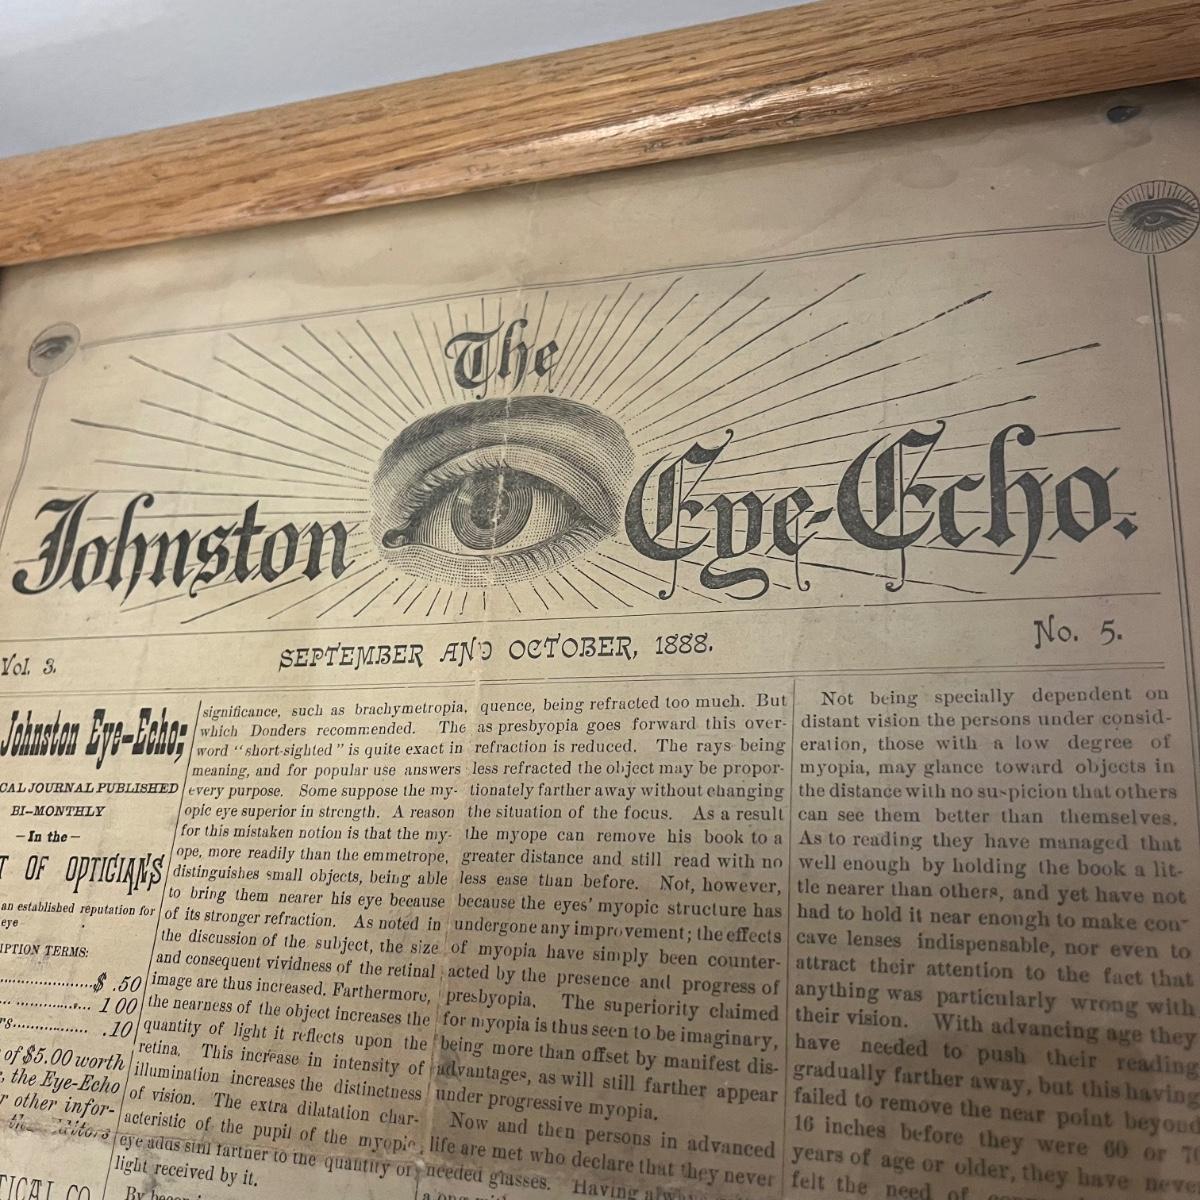 The
Johnston Eye-Echo.
Vol. 3.
SEPTEMBER AND OCTOBER, 1888.
No. 5.
Johnston Eye-Echo;
CAL JOURNAL PUBLISHED
BI-MONTHLY
— In the —
T OF OPTICIANS
an established reputation for
eye
IPTION TERMS:
$ .50
1 00
.10
of $5.00 worth
, the Eye-Echo
r other infor-
TICAL CO
significance, such as brachymetropia,
which Donders recommended. The
word "short-sighted" is quite exact in
meaning, and for popular use answers
every purpose. Some suppose the my-
opic eye superior in strength. A reason
for this mistaken notion is that the my-
ope, more readily than the emmetrope,
distinguishes small objects, being able
to bring them nearer his eye because
of its stronger refraction. As noted in
the discussion of the subject, the size
and consequent vividness of the retinal
image are thus increased. Farthermore,
the nearness of the object increases the
quantity of light it reflects upon the
retina. This increase in intensity of
illumination increases the distinctness
of vision. The extra dilatation char-
acteristic of the pupil of the myopic
eye adds still farther to the quantity of
light received by it.
quence, being refracted too much. But
as presbyopia goes forward this over-
refraction is reduced. The rays being
less refracted the object may be propor-
tionately farther away without changing
the situation of the focus. As a result
the myope can remove his book to a
greater distance and still read with no
less ease than before. Not, however,
because the eyes' myopic structure has
undergone any improvement; the effects
of myopia have simply been counter-
acted by the presence and progress of
presbyopia. The superiority claimed
for myopia is thus seen to be imaginary,
being more than offset by manifest dis-
advantages, as will still farther appear
under progressive myopia.
Now and then persons in advanced
life are met who declare that they never
needed glasses. Having
Not being specially dependent on
distant vision the persons under consid-
eration, those with a low degree of
myopia, may glance toward objects in
the distance with no suspicion that others
can see them better than themselves.
As to reading they have managed that
well enough by holding the book a lit-
tle nearer than others, and yet have not
had to hold it near enough to make con-
cave lenses indispensable, nor even to
attract their attention to the fact that
anything was particularly wrong with
their vision. With advancing age they
have needed to push their reading
gradually farther away, but this having
failed to remove the near point beyond
16 inches before they were 60 or 70
years of age or older, they have never
felt the need of